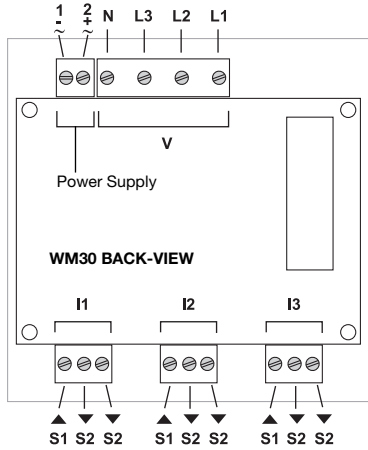 1 2 N L3 L2 L1
- +
~ ~
V
Power Supply
WM30 BACK-VIEW
I1 I2 I3
S1 S2 S2 S1 S2 S2 S1 S2 S2